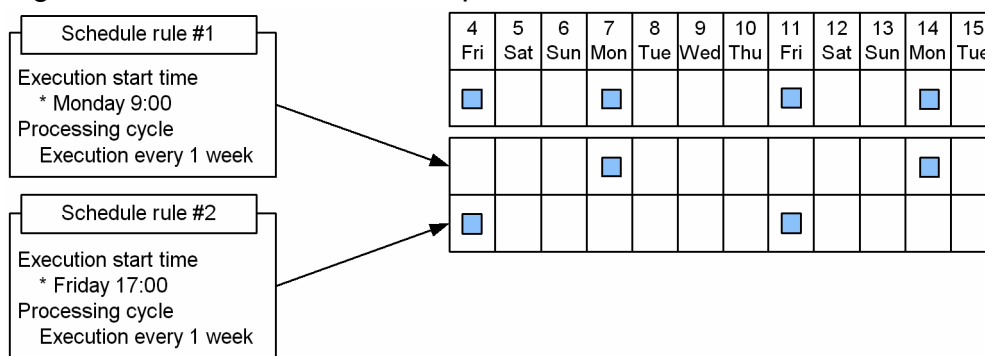 Schedule rule #1
Execution start time
* Monday 9:00
Processing cycle
Execution every 1 week
Schedule rule #2
Execution start time
* Friday 17:00
Processing cycle
Execution every 1 week
4 5 6 7 8 9 10 11 12 13 14 15
Fri Sat Sun Mon Tue Wed Thu Fri Sat Sun Mon Tue